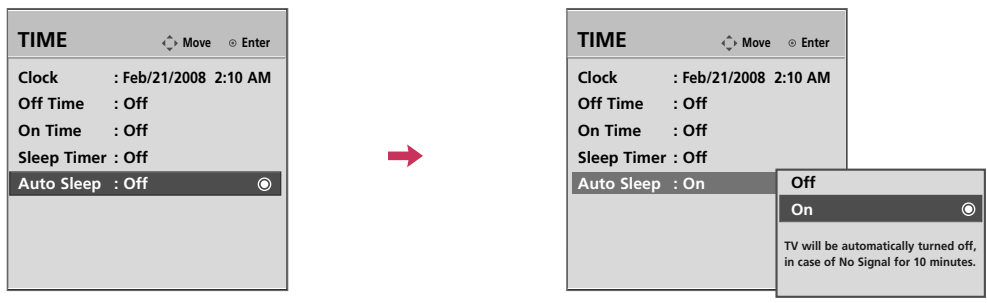 TIME Move Enter
Clock : Feb/21/2008 2:10 AM
Off Time : Off
On Time : Off
Sleep Timer : Off
Auto Sleep : Off
TIME Move Enter
Clock : Feb/21/2008 2:10 AM
Off Time : Off
On Time : Off
Sleep Timer : Off
Auto Sleep : On
Off
On
TV will be automatically turned off,
in case of No Signal for 10 minutes.